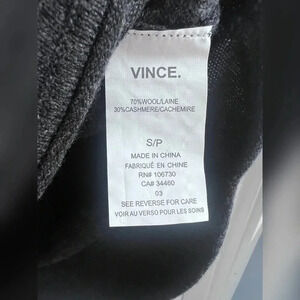 VINCE.
70%WOOL/LAINE
30%CASHMERE/CACHEMIRE
S/P
MADE IN CHINA
FABRIQUÉ EN CHINE
RN# 106730
CA# 34460
03
SEE REVERSE FOR CARE
VOIR AU VERSO POUR LES SOINS